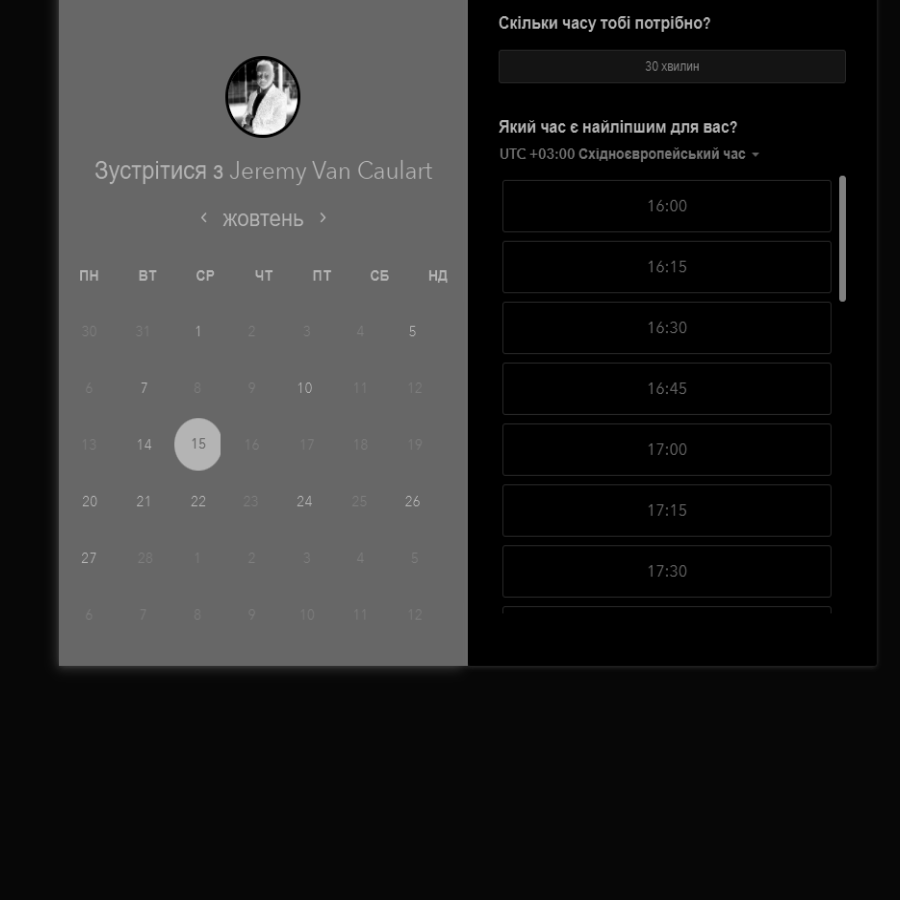 Зустрітися з Jeremy Van Caulart
жовтень
ПН ВТ СР ЧТ ПТ СБ НД
30 31 1 2 3 4 5
6 7 8 9 10 11 12
13 14 15 16 17 18 19
20 21 22 23 24 25 26
27 28 1 2 3 4 5
6 7 8 9 10 11 12
Скільки часу тобі потрібно?
30 хвилин
Який час є найліпшим для вас?
UTC +03:00 Східноєвропейський час
16:00
16:15
16:30
16:45
17:00
17:15
17:30